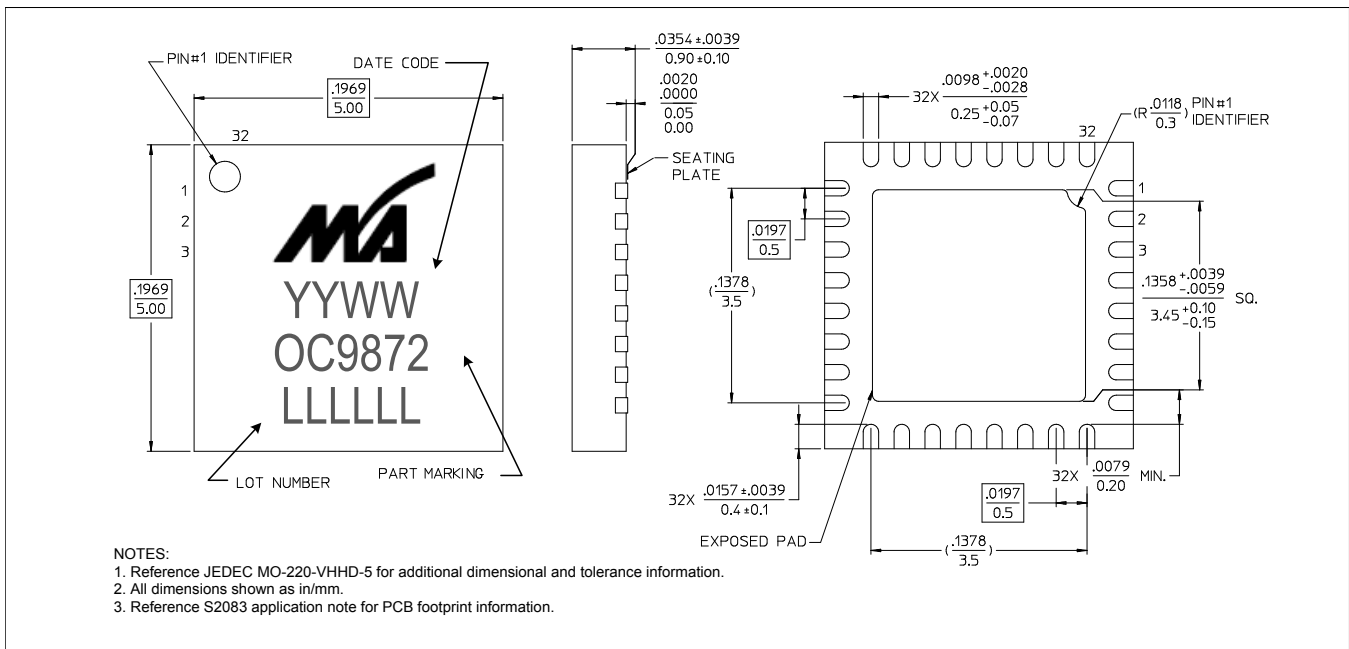 PIN#1 IDENTIFIER
DATE CODE
.1969
5.00
32
1
2
3
.1969
5.00
MA
YYWW
OC9872
LLLLLL
LOT NUMBER
PART MARKING
.0354 ±.0039
0.90 ±0.10
.0020
.0000
0.05
0.00
SEATING
PLATE
32X .0098 +.0020 -.0028
0.25 +0.05 -0.07
32
(R .0118 0.3) PIN#1
IDENTIFIER
1
2
3
.0197
0.5
(.1378
3.5)
.1358 +.0039 -.0059
3.45 +0.10 -0.15
SQ.
32X .0157 ±.0039
0.4 ±0.1
32X .0079
0.20 MIN.
.0197
0.5
EXPOSED PAD
(.1378
3.5)
NOTES:
1. Reference JEDEC MO-220-VHHD-5 for additional dimensional and tolerance information.
2. All dimensions shown as in/mm.
3. Reference S2083 application note for PCB footprint information.